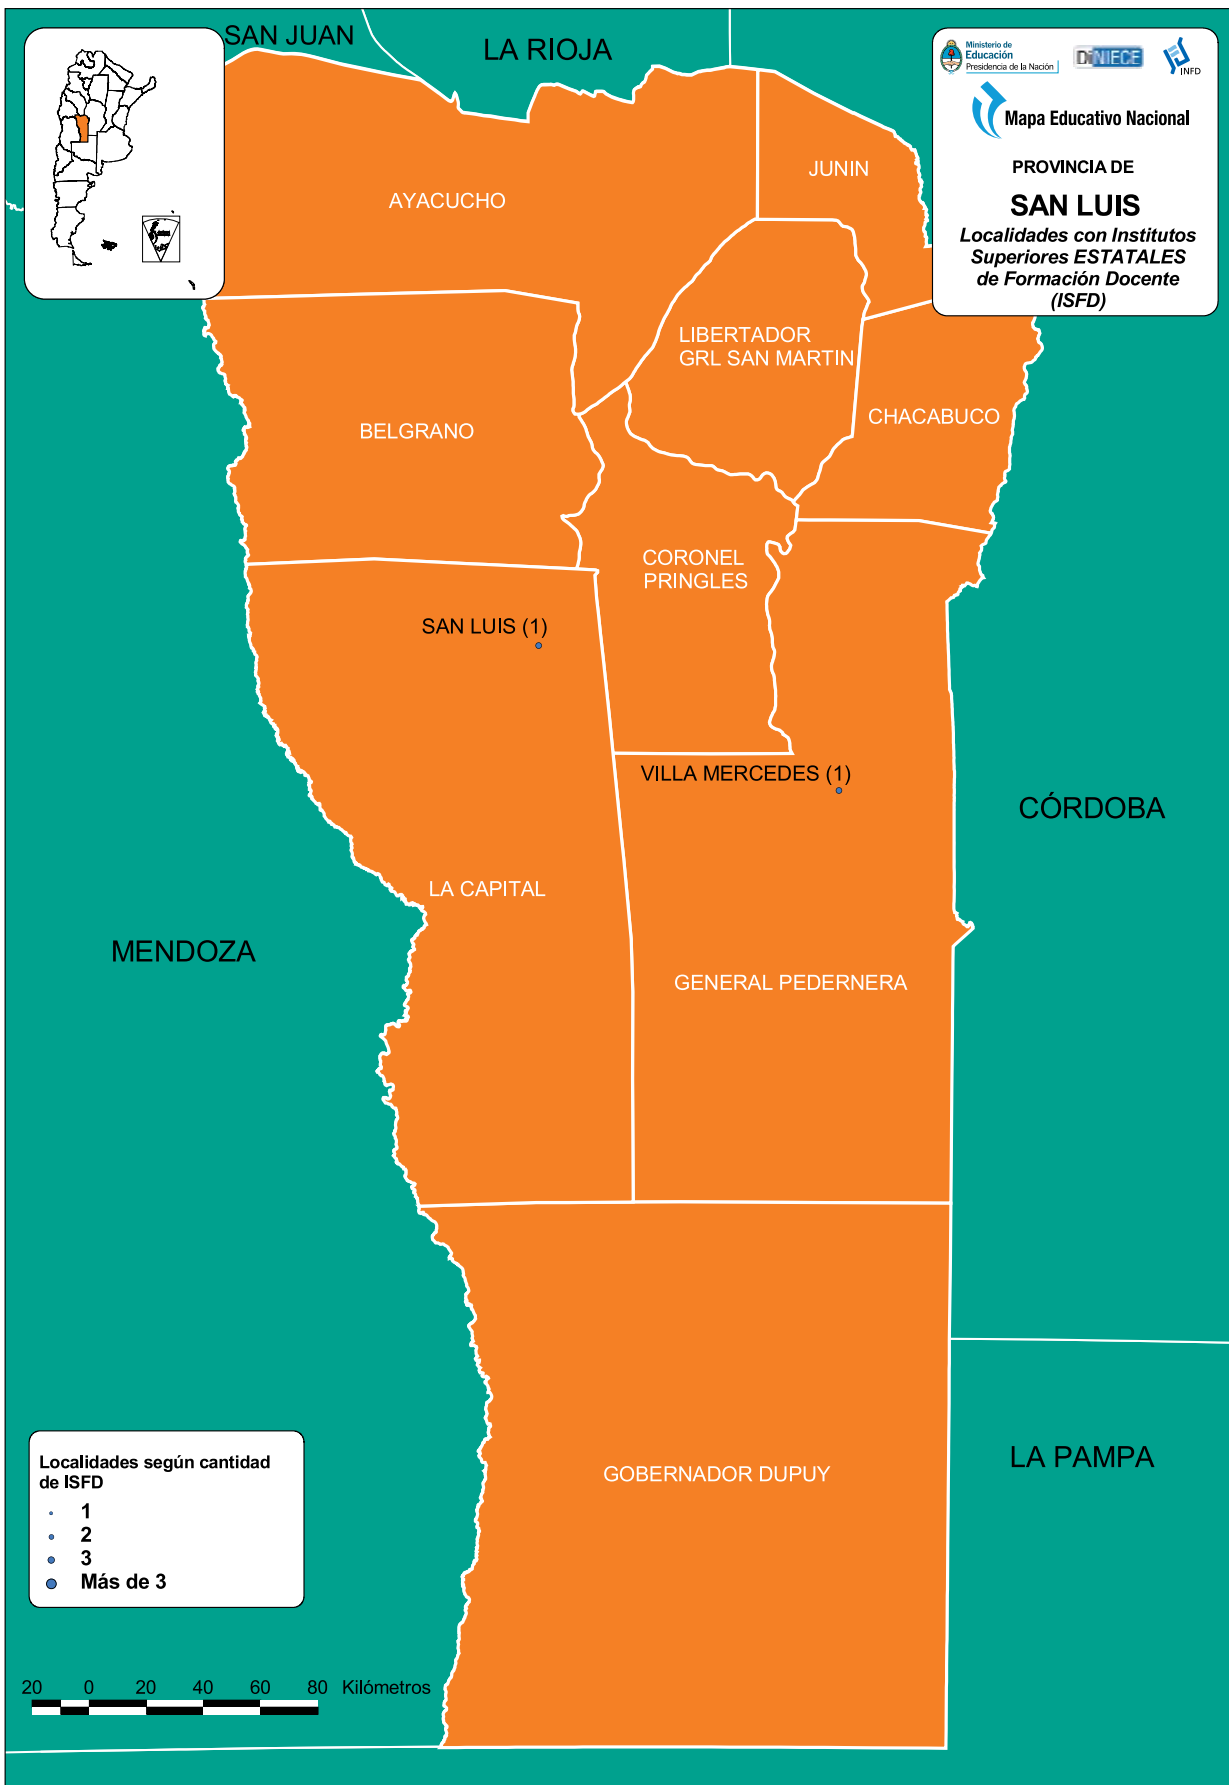 SAN JUAN
LA RIOJA
Ministerio de
Educación
Presidencia de la Nación
DiNIECE
INFD
Mapa Educativo Nacional
PROVINCIA DE
SAN LUIS
Localidades con Institutos
Superiores ESTATALES
de Formación Docente
(ISFD)
JUNIN
AYACUCHO
LIBERTADOR
GRL SAN MARTIN
CHACABUCO
BELGRANO
CORONEL
PRINGLES
SAN LUIS (1)
VILLA MERCEDES (1)
CÓRDOBA
LA CAPITAL
MENDOZA
GENERAL PEDERNERA
LA PAMPA
GOBERNADOR DUPUY
Localidades según cantidad
de ISFD
1
2
3
Más de 3
20 0 20 40 60 80 Kilómetros